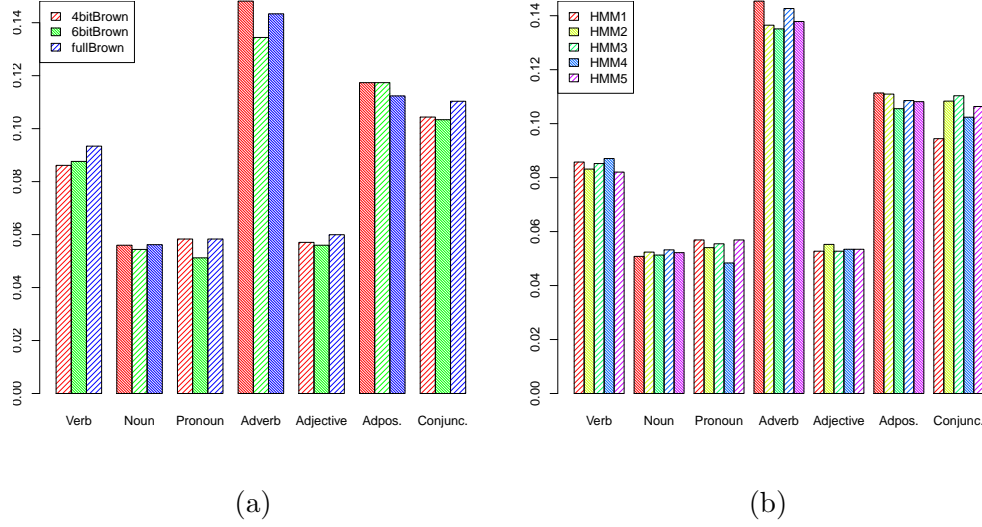 4bitBrown
6bitBrown
fullBrown
0.14
0.12
0.10
0.08
0.06
0.04
0.02
0.00
Verb Noun Pronoun Adverb Adjective Adpos. Conjunc.
(a)
HMM1
HMM2
HMM3
HMM4
HMM5
0.14
0.12
0.10
0.08
0.06
0.04
0.02
0.00
Verb Noun Pronoun Adverb Adjective Adpos. Conjunc.
(b)